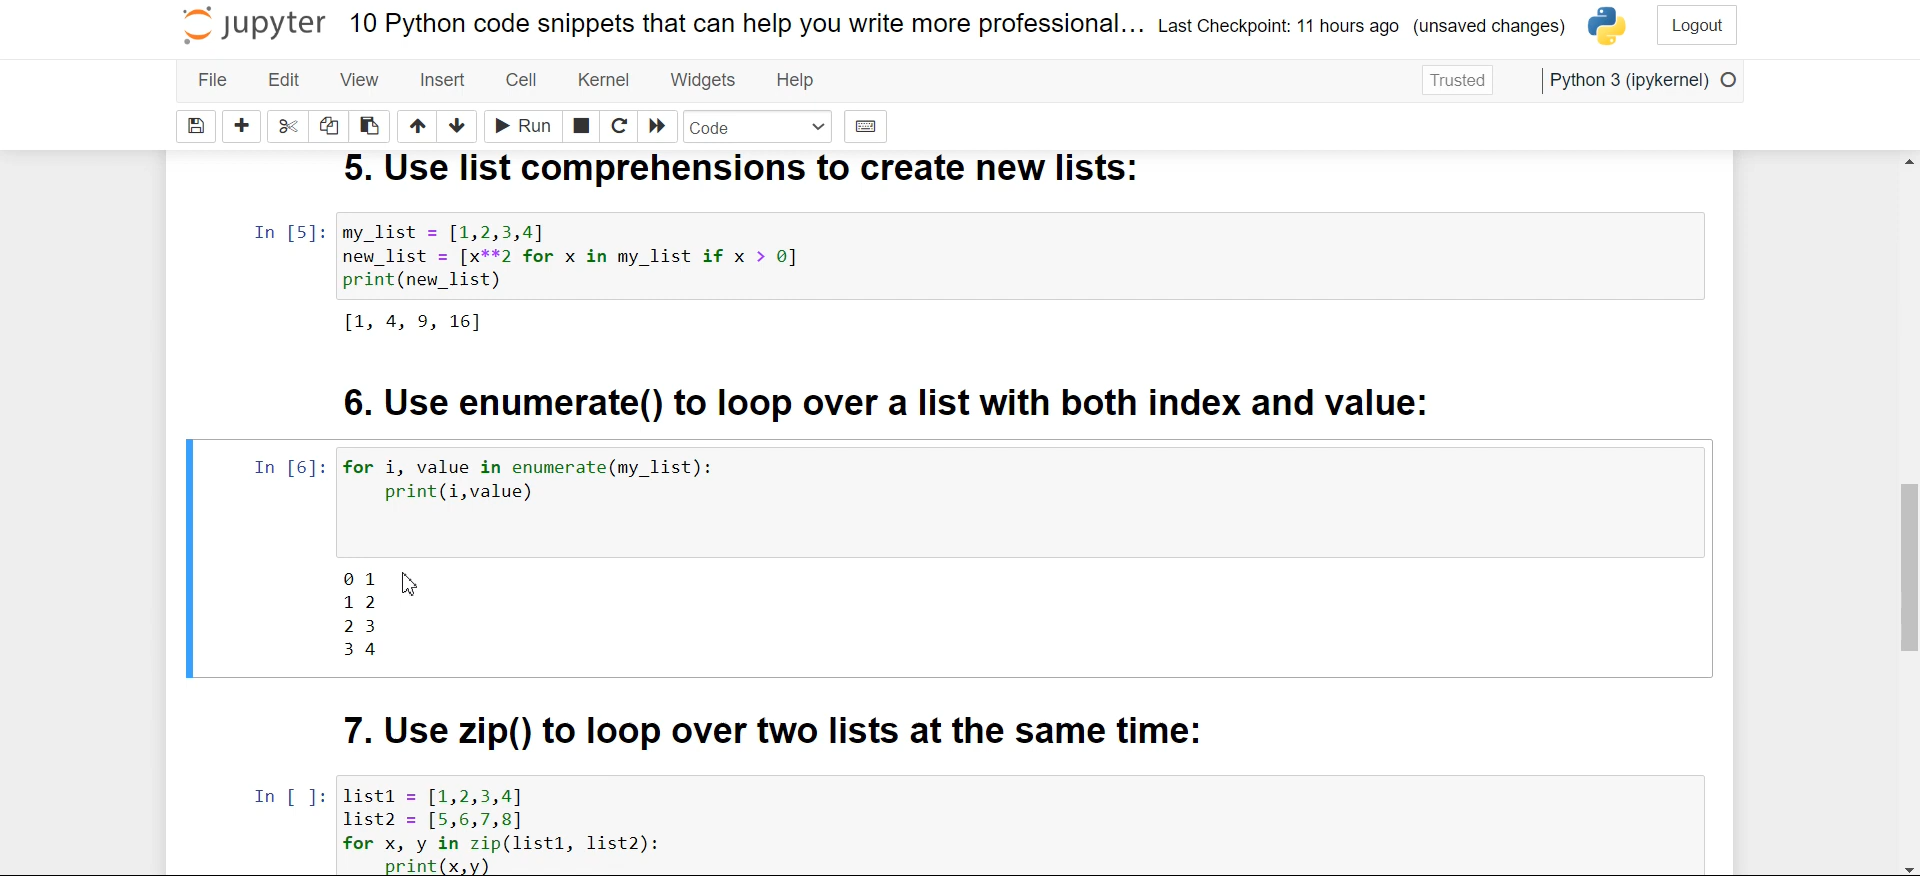 jupyter 10 Python code snippets that can help you write more professional... Last Checkpoint: 11 hours ago (unsaved changes) Logout
File Edit View Insert Cell Kernel Widgets Help Trusted Python 3 (ipykernel)
Run Code
5. Use list comprehensions to create new lists:
In [5]: my_list = [1,2,3,4]
new_list = [x**2 for x in my_list if x > 0]
print(new_list)
[1, 4, 9, 16]
6. Use enumerate() to loop over a list with both index and value:
In [6]: for i, value in enumerate(my_list):
print(i,value)
0 1
1 2
2 3
3 4
7. Use zip() to loop over two lists at the same time:
In [ ]: list1 = [1,2,3,4]
list2 = [5,6,7,8]
for x, y in zip(list1, list2):
print(x,y)